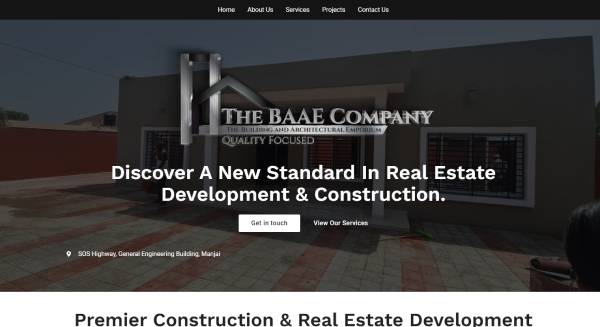 Home About Us Services Projects Contact Us
The BAAE Company
The Building and Architectural Emporium
Quality Focused
Discover A New Standard In Real Estate
Development & Construction.
Get in touch View Our Services
SOS Highway, General Engineering Building, Manjai
Premier Construction & Real Estate Development